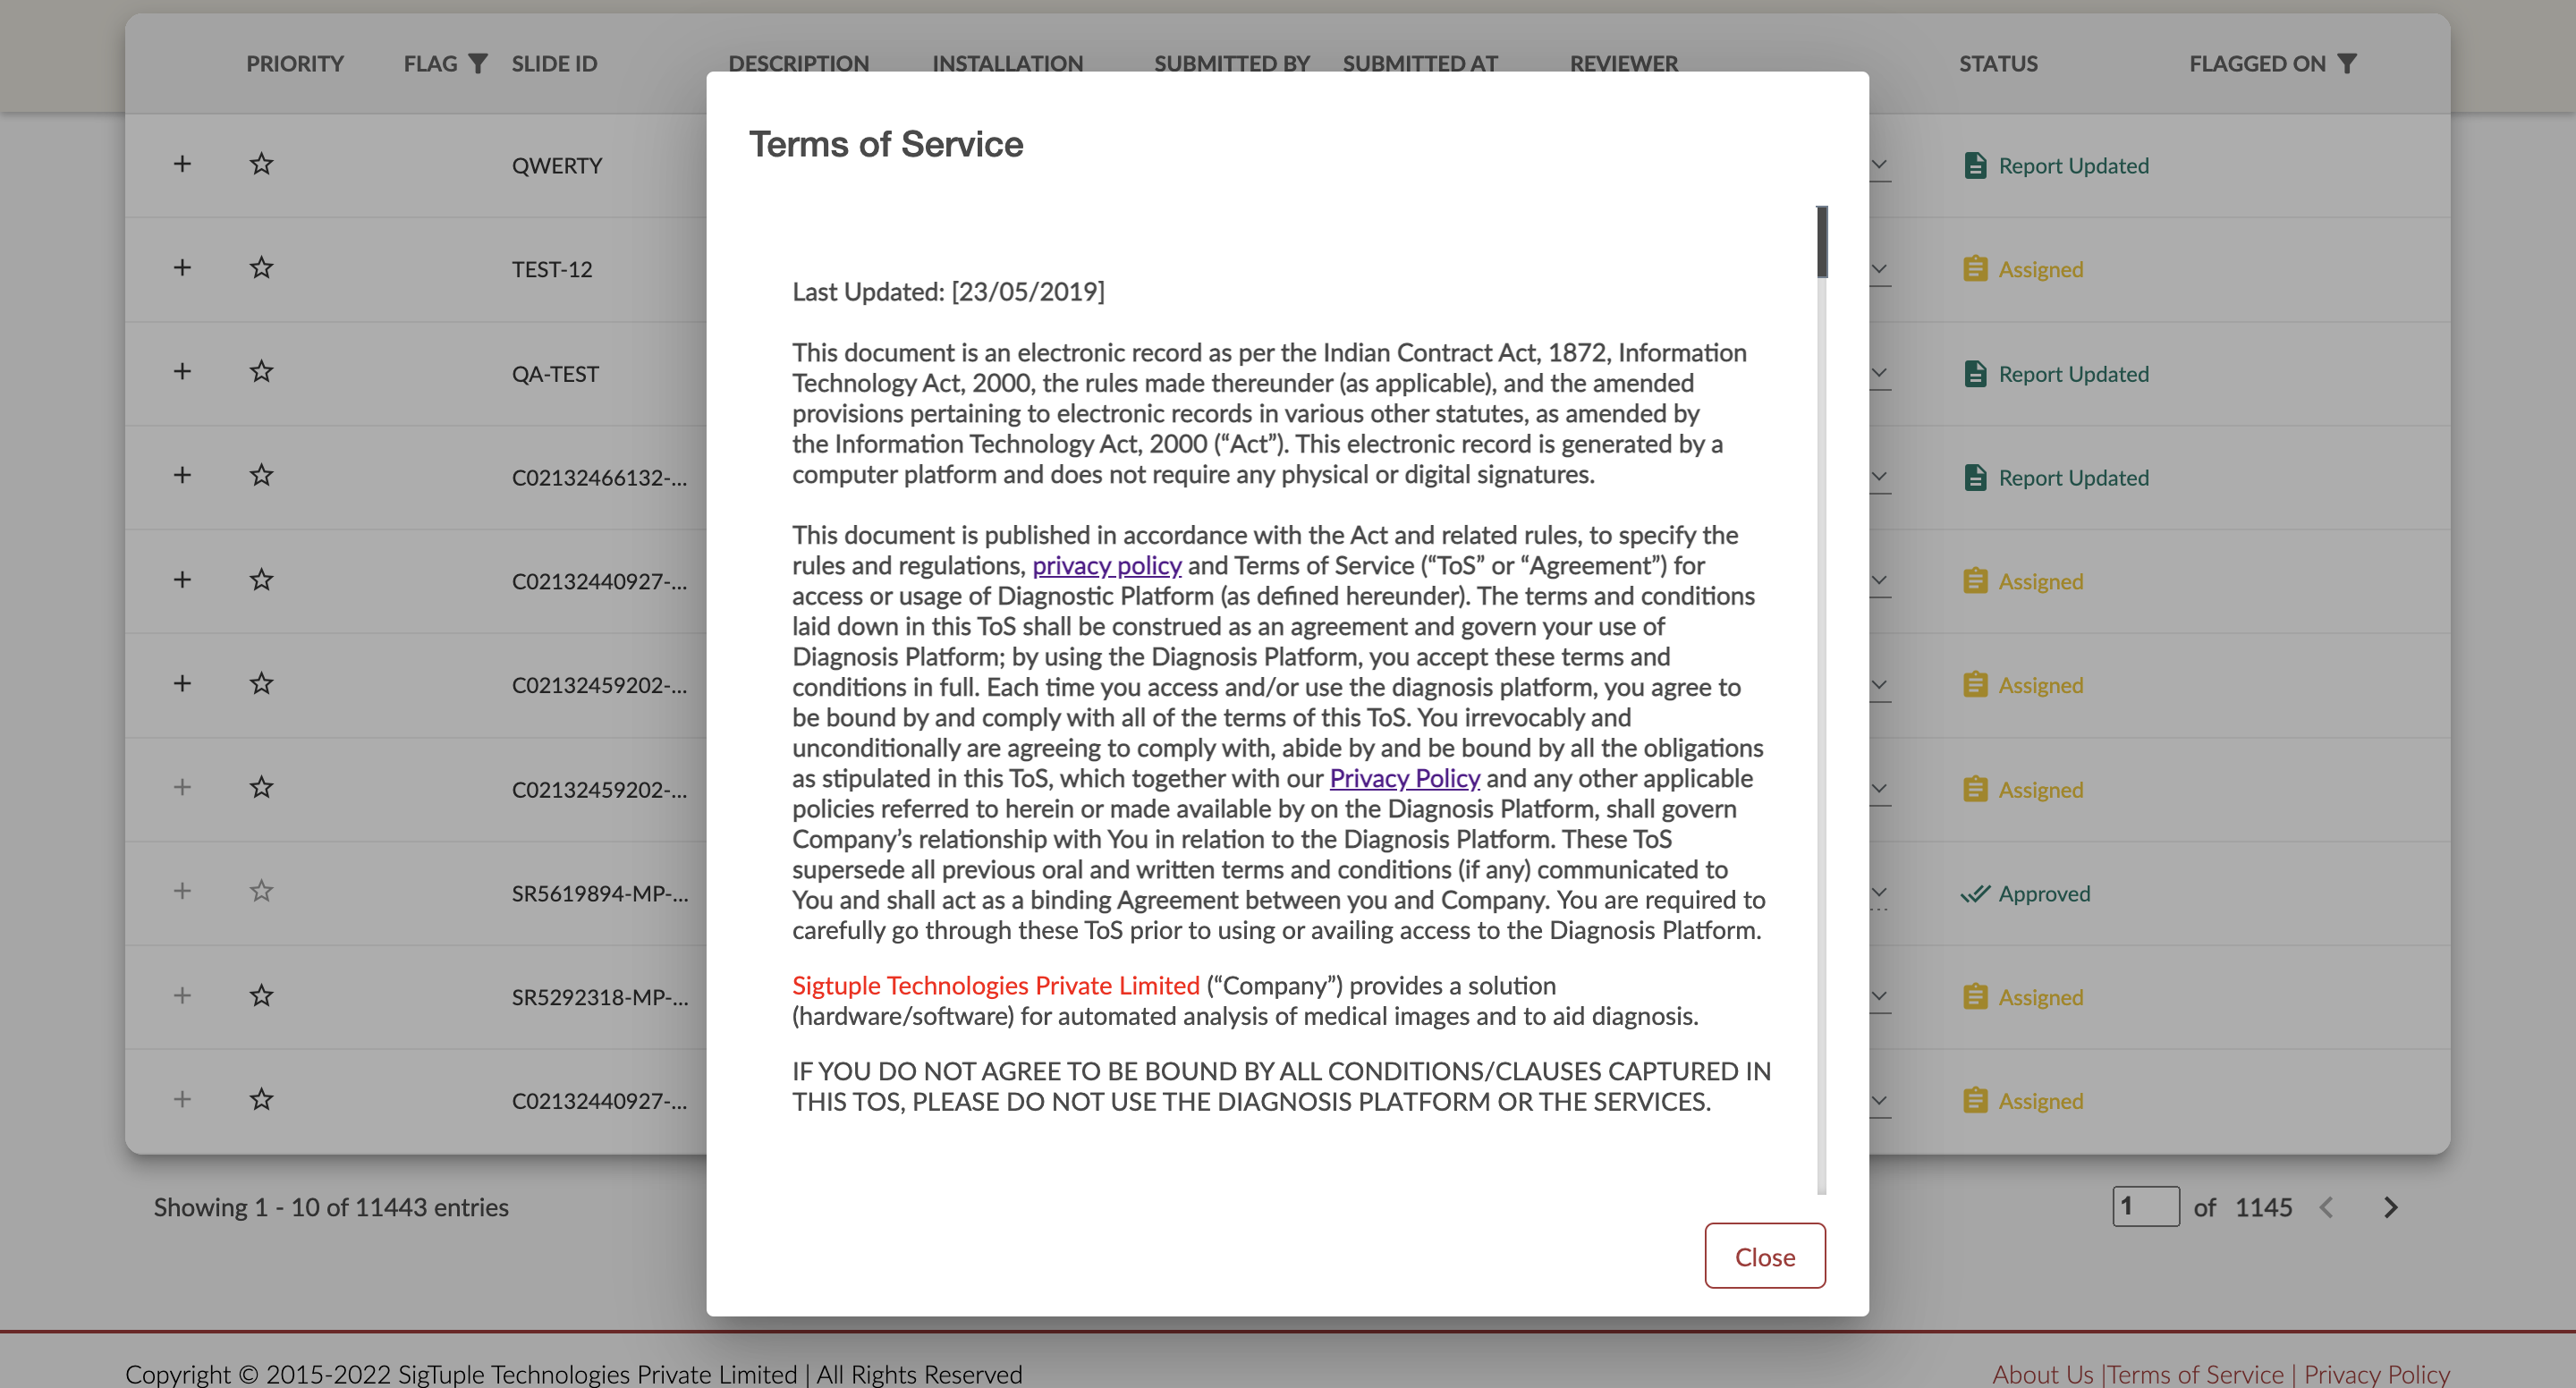 PRIORITY FLAG SLIDE ID DESCRIPTION INSTALLATION SUBMITTED BY SUBMITTED AT REVIEWER STATUS FLAGGED ON
QWERTY Report Updated
TEST-12 Assigned
QA-TEST Report Updated
C02132466132-... Report Updated
C02132440927-... Assigned
C02132459202-... Assigned
C02132459202-... Assigned
SR5619894-MP-... Approved
SR5292318-MP-... Assigned
C02132440927-... Assigned
Showing 1 - 10 of 11443 entries
1 of 1145
Terms of Service
Last Updated: [23/05/2019]
This document is an electronic record as per the Indian Contract Act, 1872, Information
Technology Act, 2000, the rules made thereunder (as applicable), and the amended
provisions pertaining to electronic records in various other statutes, as amended by
the Information Technology Act, 2000 (“Act”). This electronic record is generated by a
computer platform and does not require any physical or digital signatures.
This document is published in accordance with the Act and related rules, to specify the
rules and regulations, privacy policy and Terms of Service (“ToS” or “Agreement”) for
access or usage of Diagnostic Platform (as defined hereunder). The terms and conditions
laid down in this ToS shall be construed as an agreement and govern your use of
Diagnosis Platform; by using the Diagnosis Platform, you accept these terms and
conditions in full. Each time you access and/or use the diagnosis platform, you agree to
be bound by and comply with all of the terms of this ToS. You irrevocably and
unconditionally are agreeing to comply with, abide by and be bound by all the obligations
as stipulated in this ToS, which together with our Privacy Policy and any other applicable
policies referred to herein or made available by on the Diagnosis Platform, shall govern
Company’s relationship with You in relation to the Diagnosis Platform. These ToS
supersede all previous oral and written terms and conditions (if any) communicated to
You and shall act as a binding Agreement between you and Company. You are required to
carefully go through these ToS prior to using or availing access to the Diagnosis Platform.
Sigtuple Technologies Private Limited (“Company”) provides a solution
(hardware/software) for automated analysis of medical images and to aid diagnosis.
IF YOU DO NOT AGREE TO BE BOUND BY ALL CONDITIONS/CLAUSES CAPTURED IN
THIS TOS, PLEASE DO NOT USE THE DIAGNOSIS PLATFORM OR THE SERVICES.
Close
Copyright © 2015-2022 SigTuple Technologies Private Limited | All Rights Reserved
About Us |Terms of Service | Privacy Policy